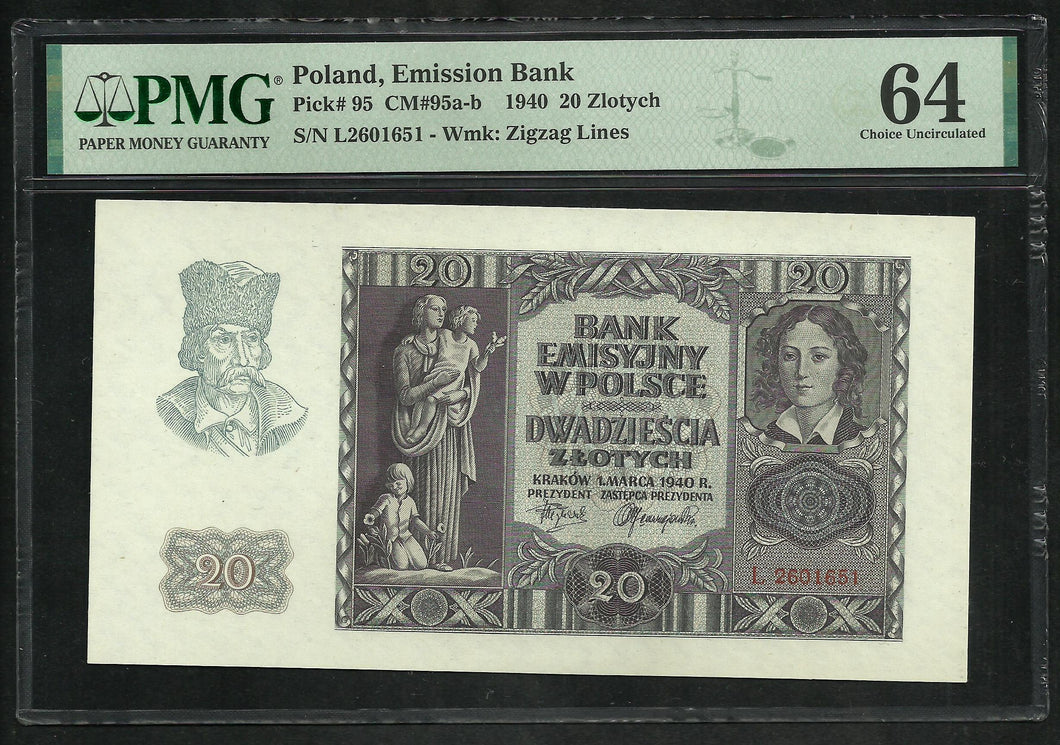 PMG®
PAPER MONEY GUARANTY
Poland, Emission Bank
Pick# 95 CM#95a-b 1940 20 Zlotych
S/N L2601651 - Wmk: Zigzag Lines
64
Choice Uncirculated
20
20
BANK
EMISYJNY
W POLSCE
DWADZIEŚCIA
ZŁOTYCH
KRAKÓW 1. MARCA 1940 R.
PREZYDENT ZASTĘPCA PREZYDENTA
20
20
L 2601651